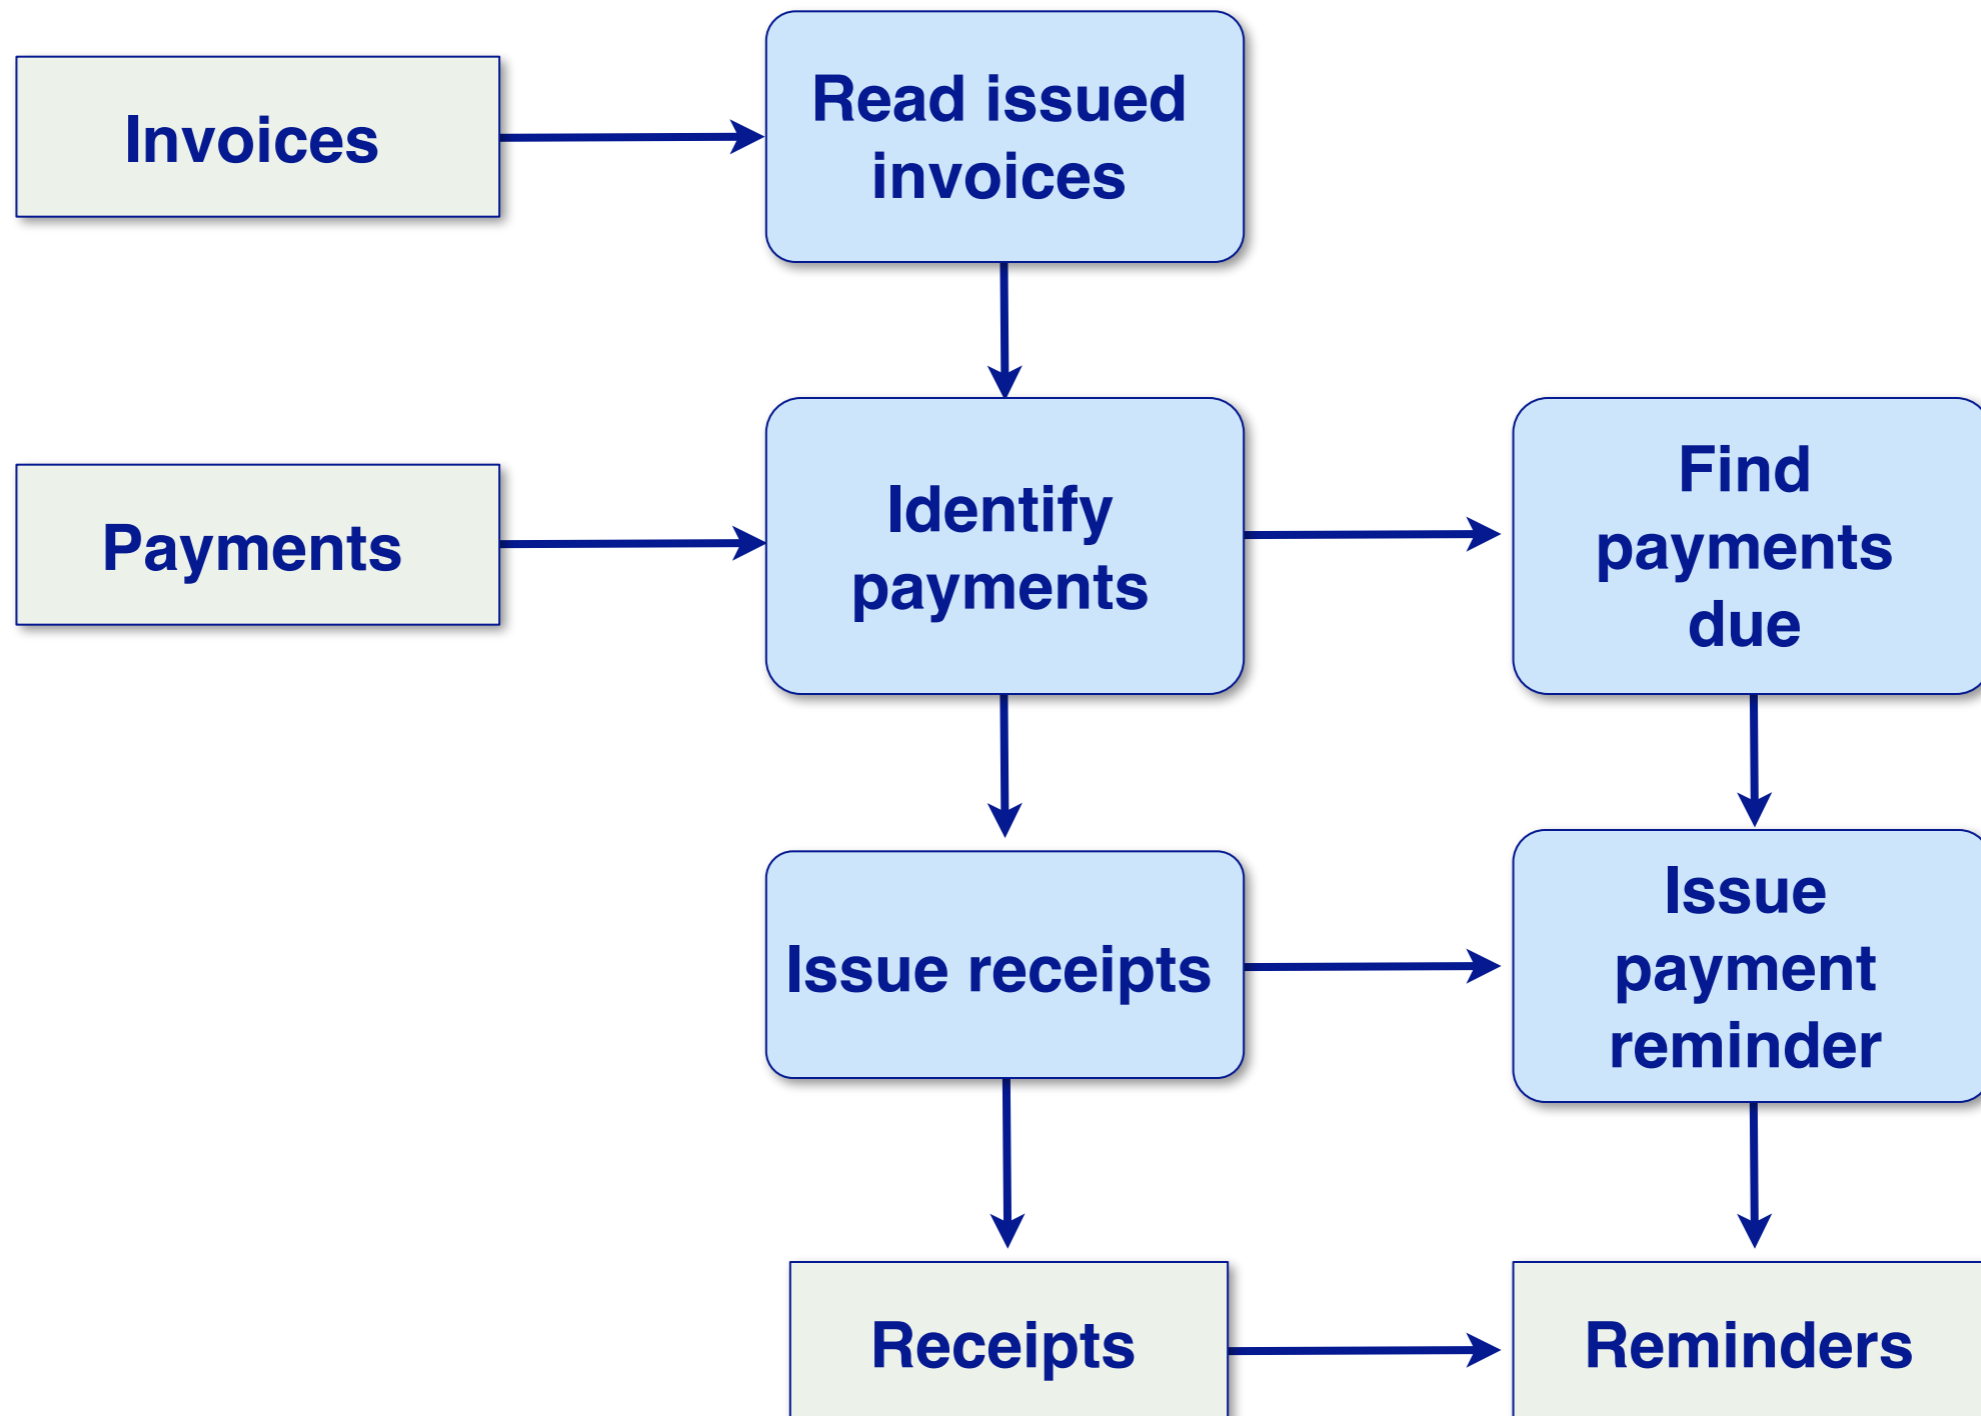 Invoices
Read issued
invoices
Payments
Identify
payments
Find
payments
due
Issue receipts
Issue
payment
reminder
Receipts
Reminders